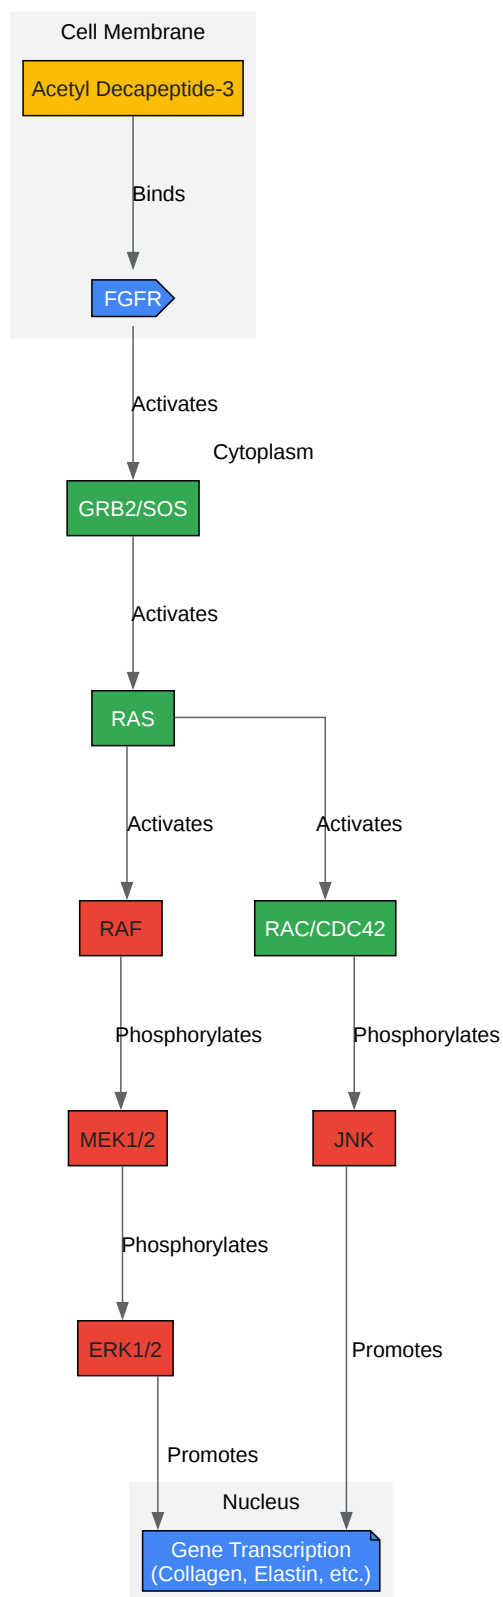 Cell Membrane
Acetyl Decapeptide-3
Binds
FGFR
Activates
Cytoplasm
GRB2/SOS
Activates
RAS
Activates
Activates
RAF
RAC/CDC42
Phosphorylates
Phosphorylates
MEK1/2
JNK
Phosphorylates
ERK1/2
Promotes
Promotes
Nucleus
Gene Transcription
(Collagen, Elastin, etc.)